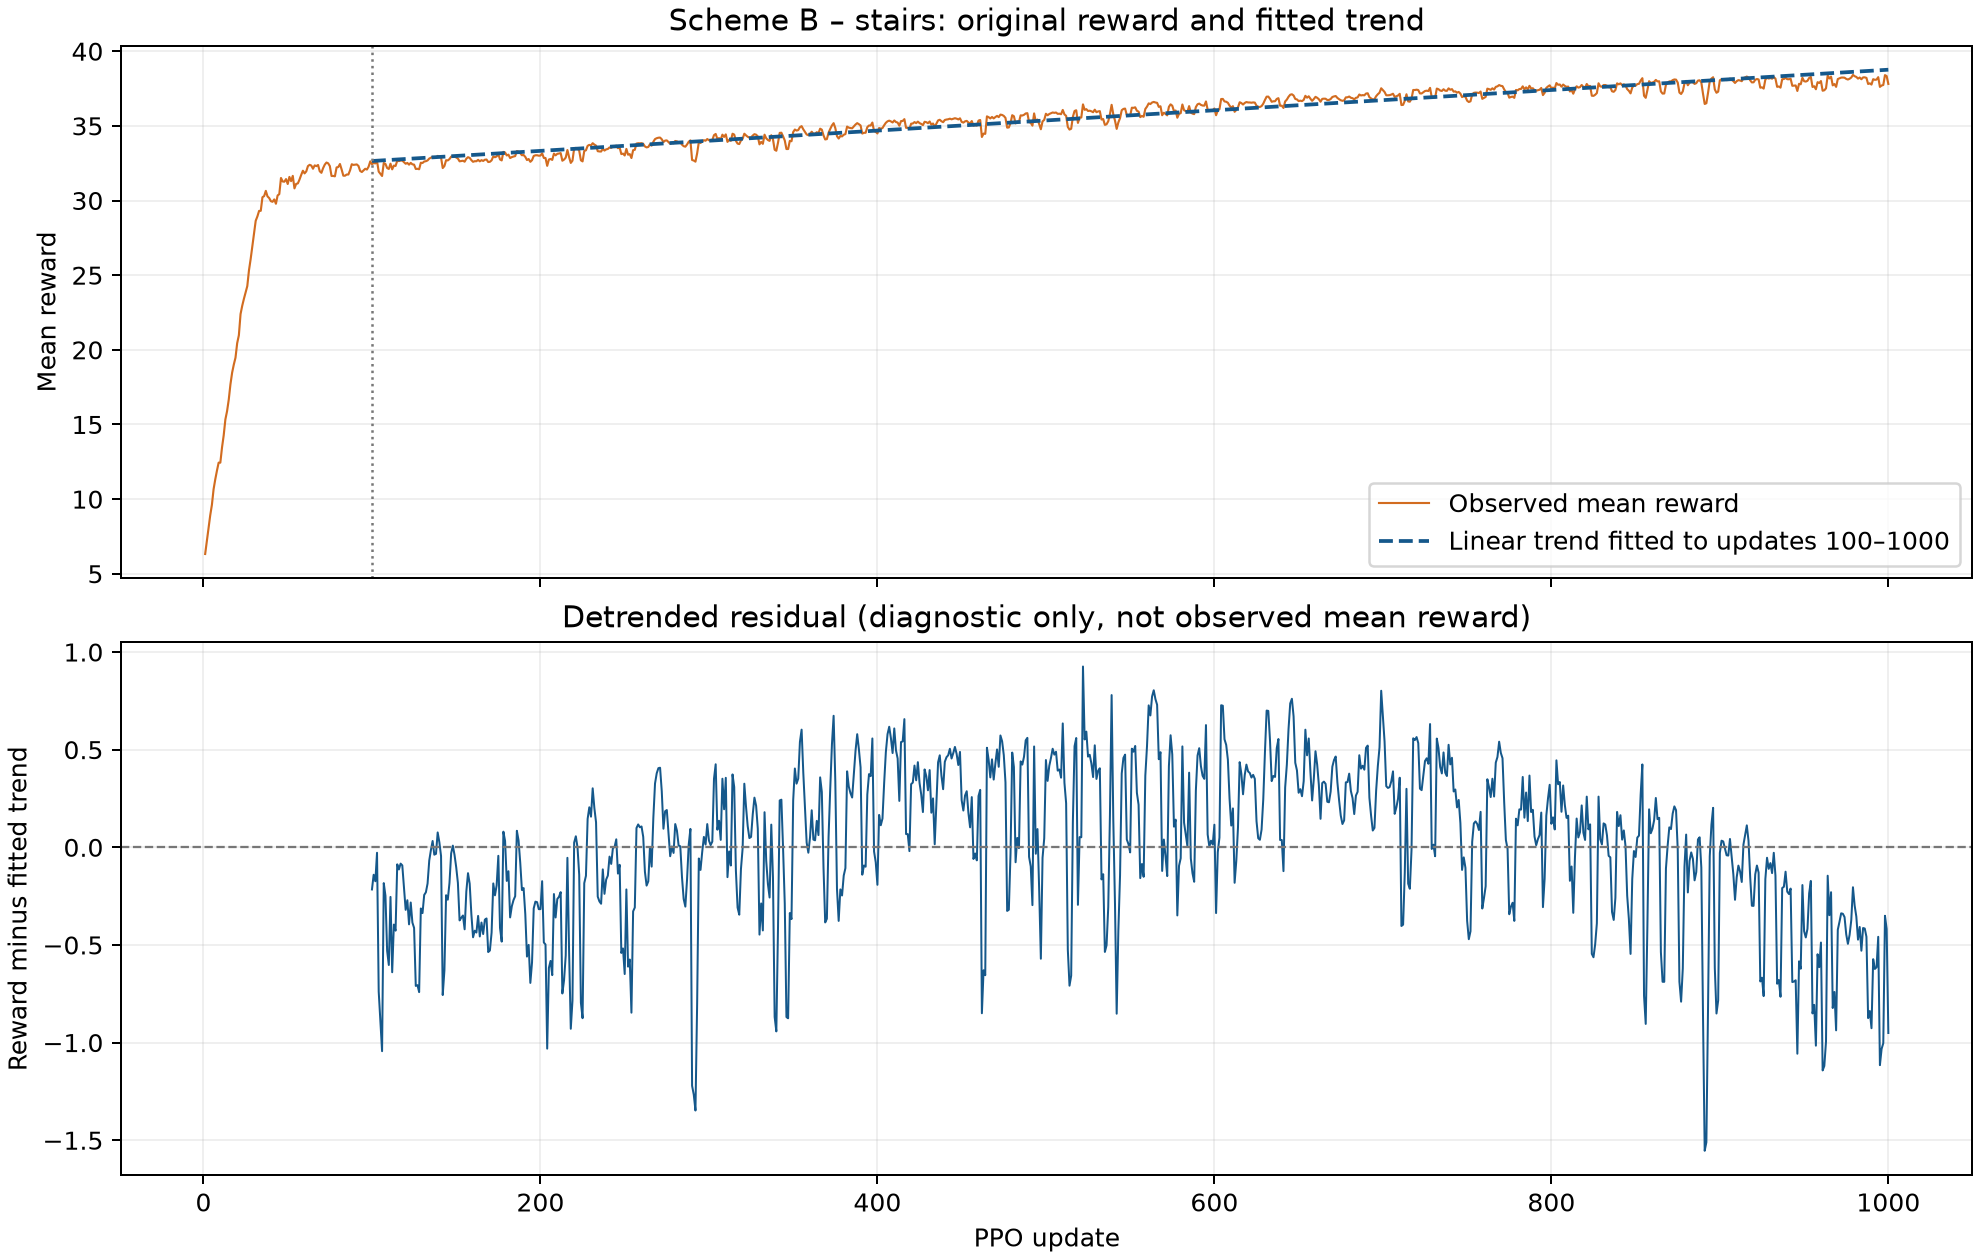 Scheme B – stairs: original reward and fitted trend
Mean reward
40
35
30
25
20
15
10
5
Observed mean reward
Linear trend fitted to updates 100–1000
Detrended residual (diagnostic only, not observed mean reward)
Reward minus fitted trend
1.0
0.5
0.0
−0.5
−1.0
−1.5
0
200
400
600
800
1000
PPO update